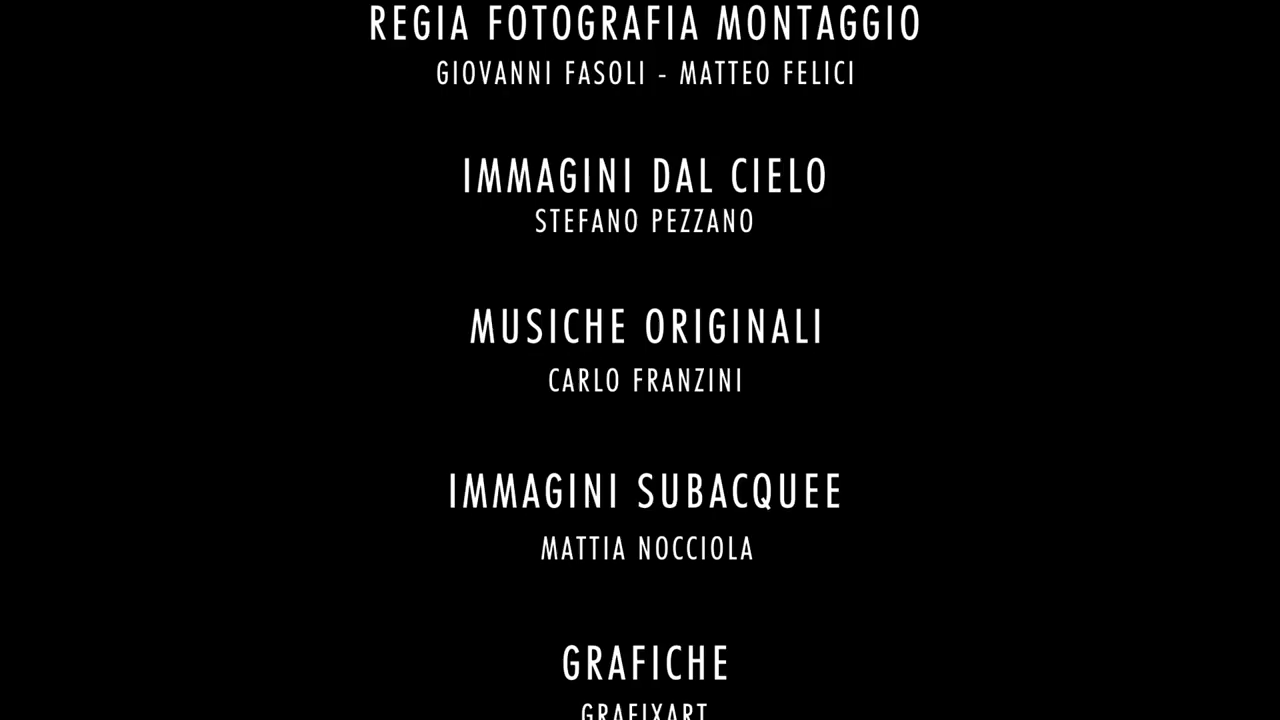 REGIA FOTOGRAFIA MONTAGGIO
GIOVANNI FASOLI - MATTEO FELICI
IMMAGINI DAL CIELO
STEFANO PEZZANO
MUSICHE ORIGINALI
CARLO FRANZINI
IMMAGINI SUBACQUEE
MATTIA NOCCIOLA
GRAFICHE
GRAFIXART